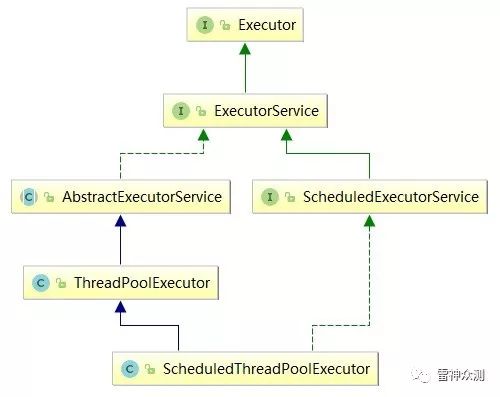 Executor
ExecutorService
AbstractExecutorService
ScheduledExecutorService
ThreadPoolExecutor
ScheduledThreadPoolExecutor
雷神众测